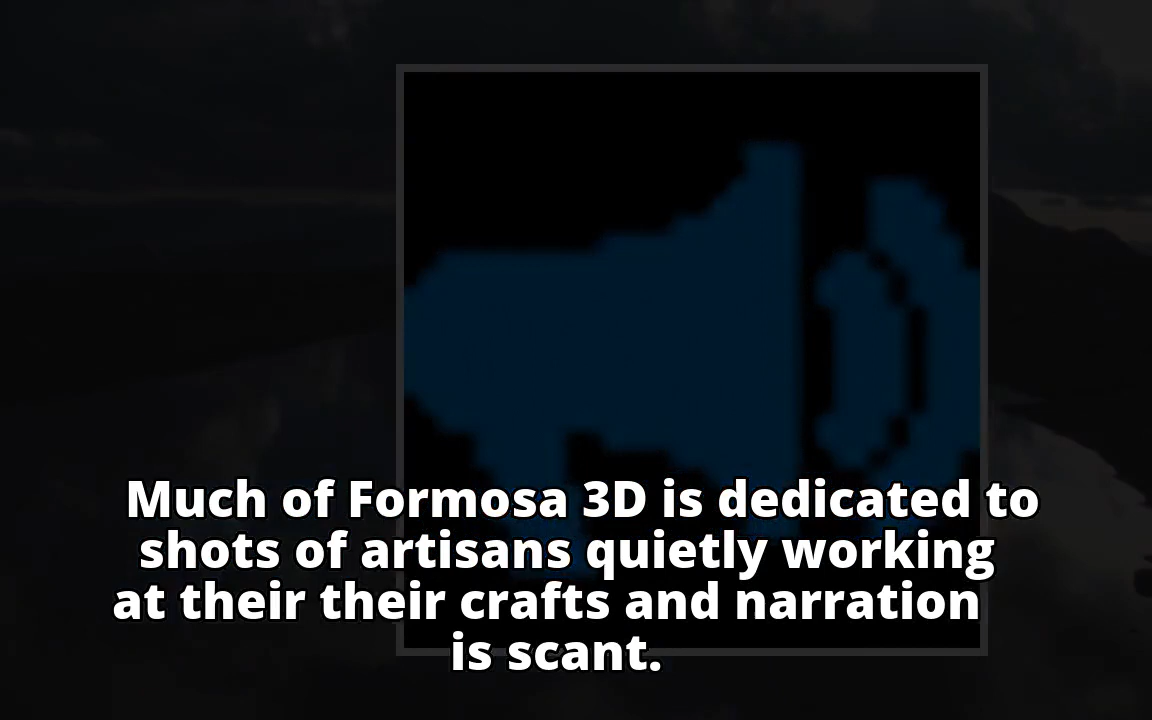 Much of Formosa 3D is dedicated to
shots of artisans quietly working
at their their crafts and narration
is scant.